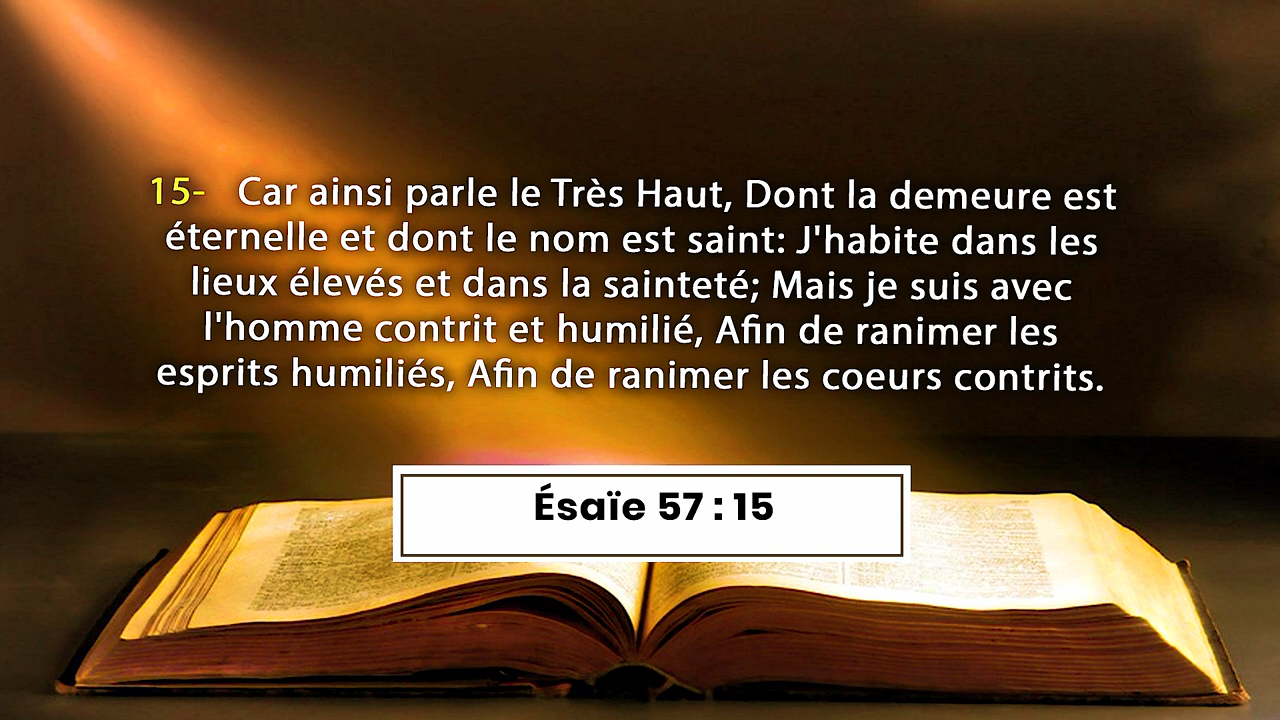 15- Car ainsi parle le Très Haut, Dont la demeure est
éternelle et dont le nom est saint: J'habite dans les
lieux élevés et dans la sainteté; Mais je suis avec
l'homme contrit et humilié, Afin de ranimer les
esprits humiliés, Afin de ranimer les coeurs contrits.
Ésaïe 57 : 15